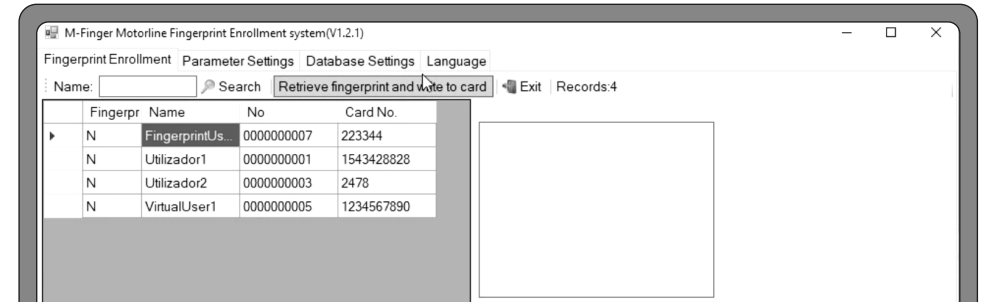 M-Finger Motorline Fingerprint Enrollment system(V1.2.1)
Fingerprint Enrollment Parameter Settings Database Settings Language
Name: Search Retrieve fingerprint and write to card Exit Records:4
Fingerpr Name No Card No.
N FingerprintUs... 0000000007 223344
N Utilizador1 0000000001 1543428828
N Utilizador2 0000000003 2478
N VirtualUser1 0000000005 1234567890